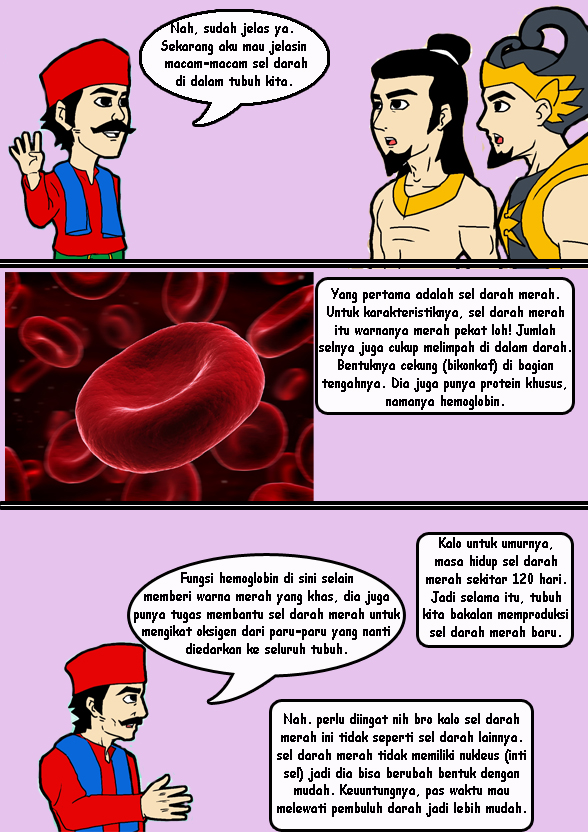 Nah, sudah jelas ya.
Sekarang aku mau jelasin
macam-macam sel darah
di dalam tubuh kita.
Yang pertama adalah sel darah merah.
Untuk karakteristiknya, sel darah merah
itu warnanya merah pekat loh! Jumlah
selnya juga cukup melimpah di dalam darah.
Bentuknya cekung (bikonkaf) di bagian
tengahnya. Dia juga punya protein khusus,
namanya hemoglobin.
Kalo untuk umurnya,
masa hidup sel darah
merah sekitar 120 hari.
Jadi selama itu, tubuh
kita bakalan memproduksi
sel darah merah baru.
Fungsi hemoglobin di sini selain
memberi warna merah yang khas, dia juga
punya tugas membantu sel darah merah untuk
mengikat oksigen dari paru-paru yang nanti
diedarkan ke seluruh tubuh.
Nah. perlu diingat nih bro kalo sel darah
merah ini tidak seperti sel darah lainnya.
sel darah merah tidak memiliki nukleus (inti
sel) jadi dia bisa berubah bentuk dengan
mudah. Keuuntungnya, pas waktu mau
melewati pembuluh darah jadi lebih mudah.